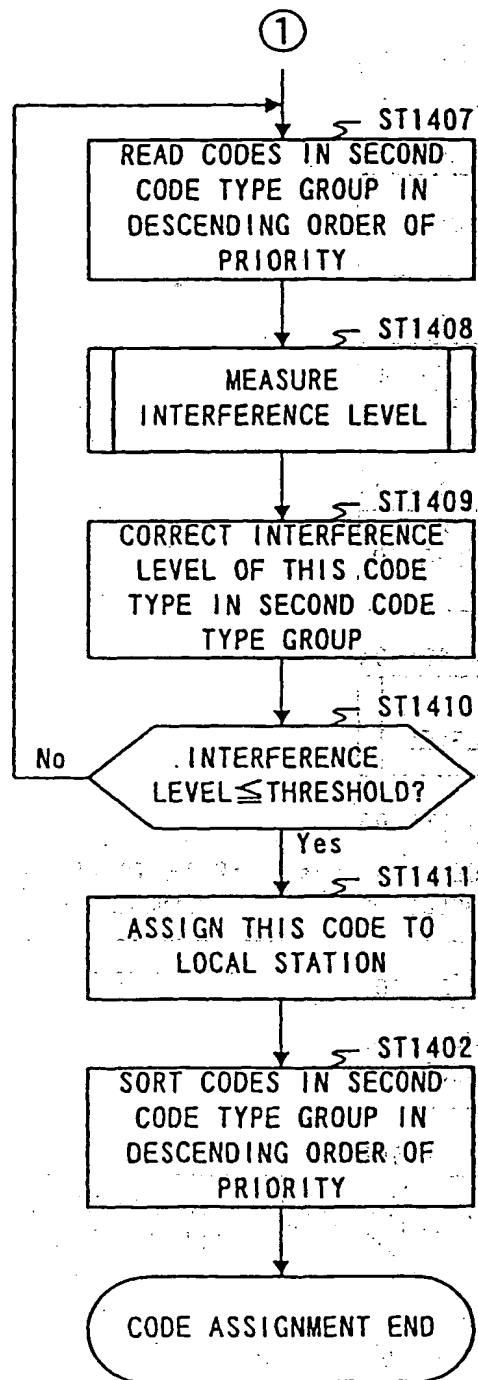 ①
ST1407
READ CODES IN SECOND
CODE TYPE GROUP IN
DESCENDING ORDER OF
PRIORITY
ST1408
MEASURE
INTERFERENCE LEVEL
ST1409
CORRECT INTERFERENCE
LEVEL OF THIS CODE
TYPE IN SECOND CODE
TYPE GROUP
ST1410
No
INTERFERENCE
LEVEL≦THRESHOLD?
Yes
ST1411
ASSIGN THIS CODE TO
LOCAL STATION
ST1402
SORT CODES IN SECOND
CODE TYPE GROUP IN
DESCENDING ORDER OF
PRIORITY
CODE ASSIGNMENT END